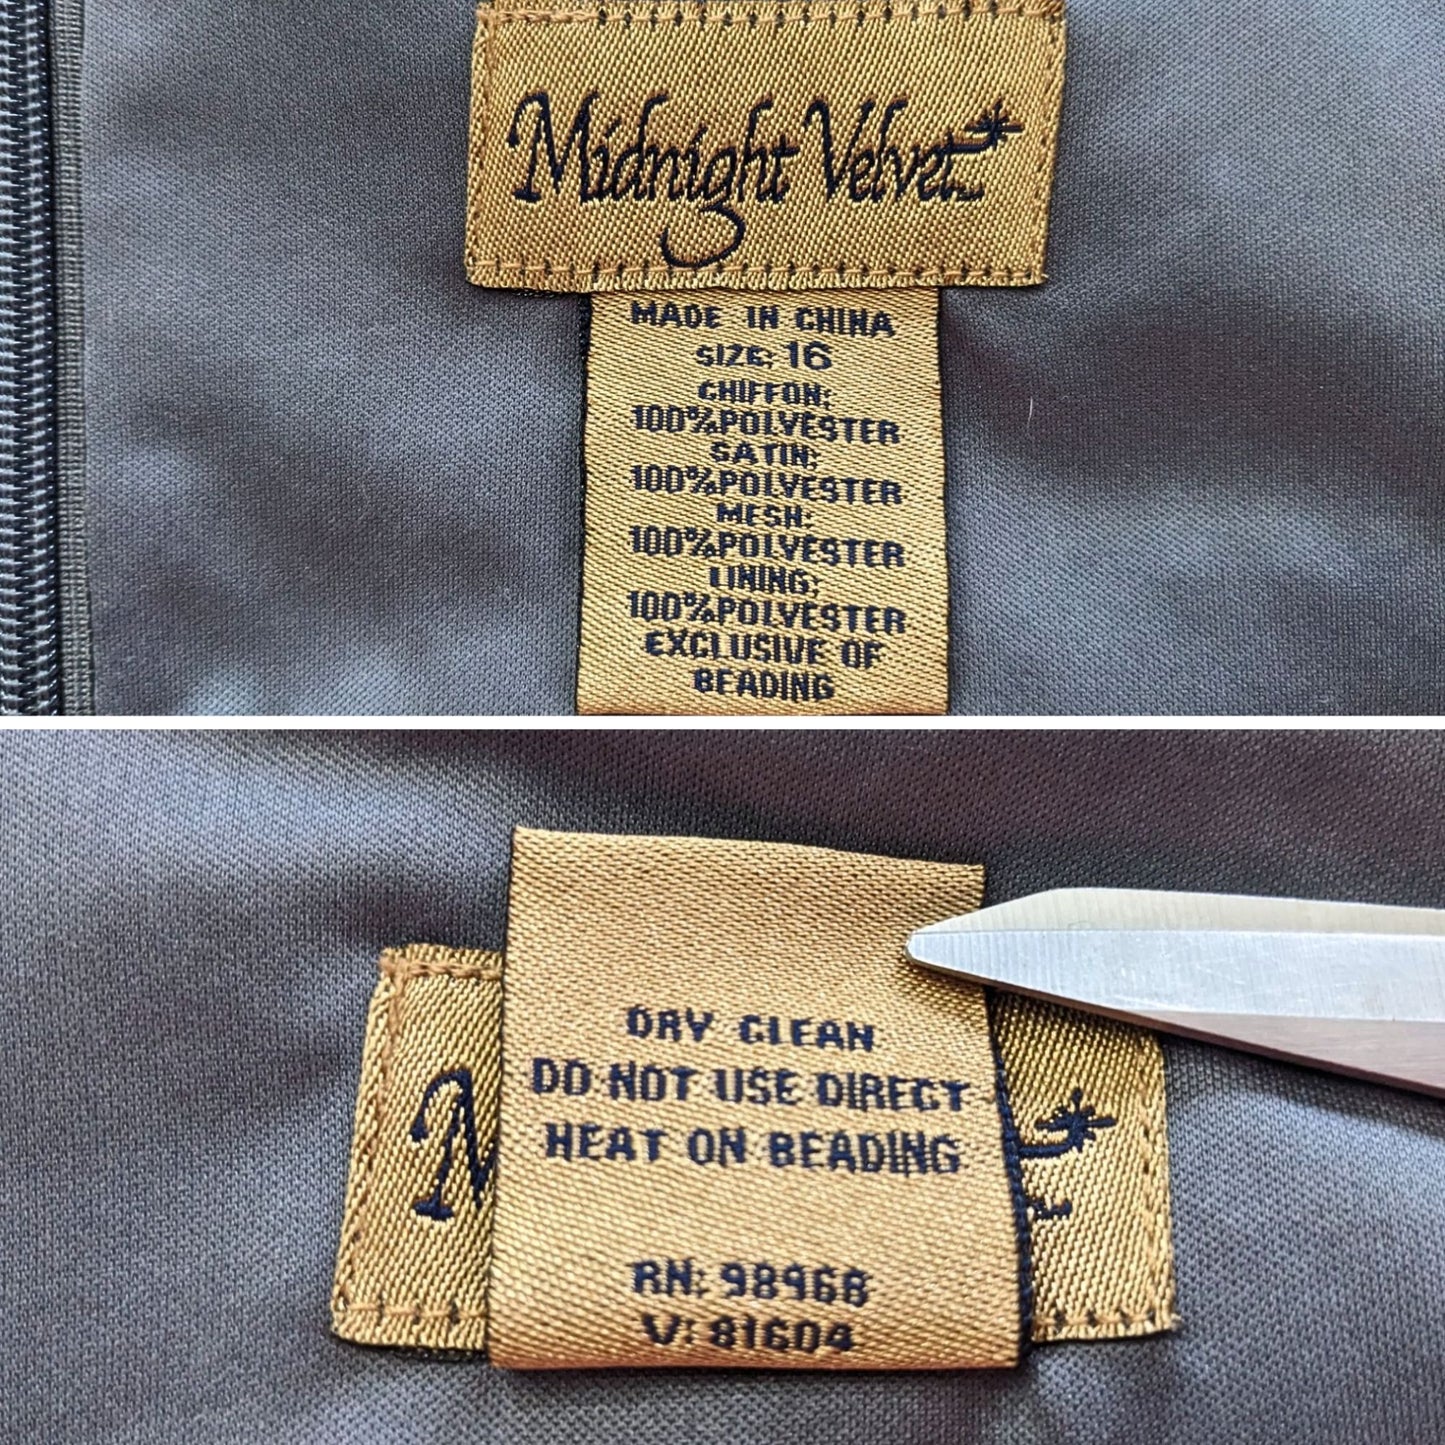 Midnight Velvet
MADE IN CHINA
SIZE: 16
CHIFFON:
100%POLYESTER
SATIN:
100%POLYESTER
MESH:
100%POLYESTER
LINING:
100%POLYESTER
EXCLUSIVE OF
BEADING
DRY CLEAN
DO NOT USE DIRECT
HEAT ON BEADING
RN: 98968
V: 81604